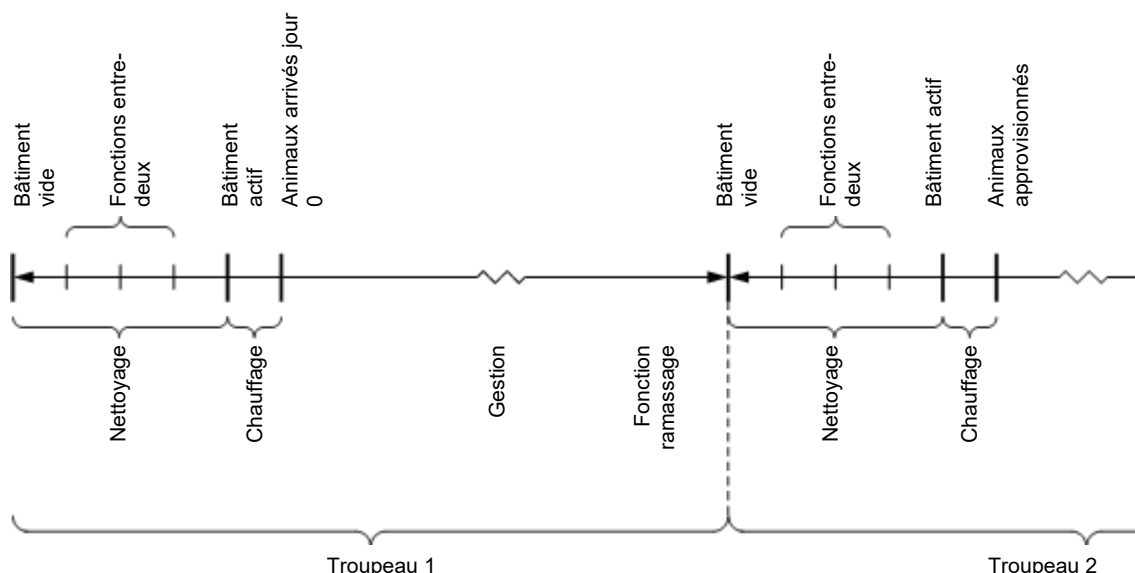 Bâtiment
vide
Fonctions entre-
deux
Bâtiment
actif
Animaux arrivés jour
0
Bâtiment
vide
Fonctions entre-
deux
Bâtiment actif
Animaux
approvisionnés
Nettoyage
Chauffage
Gestion
Fonction
ramassage
Nettoyage
Chauffage
Troupeau 1
Troupeau 2